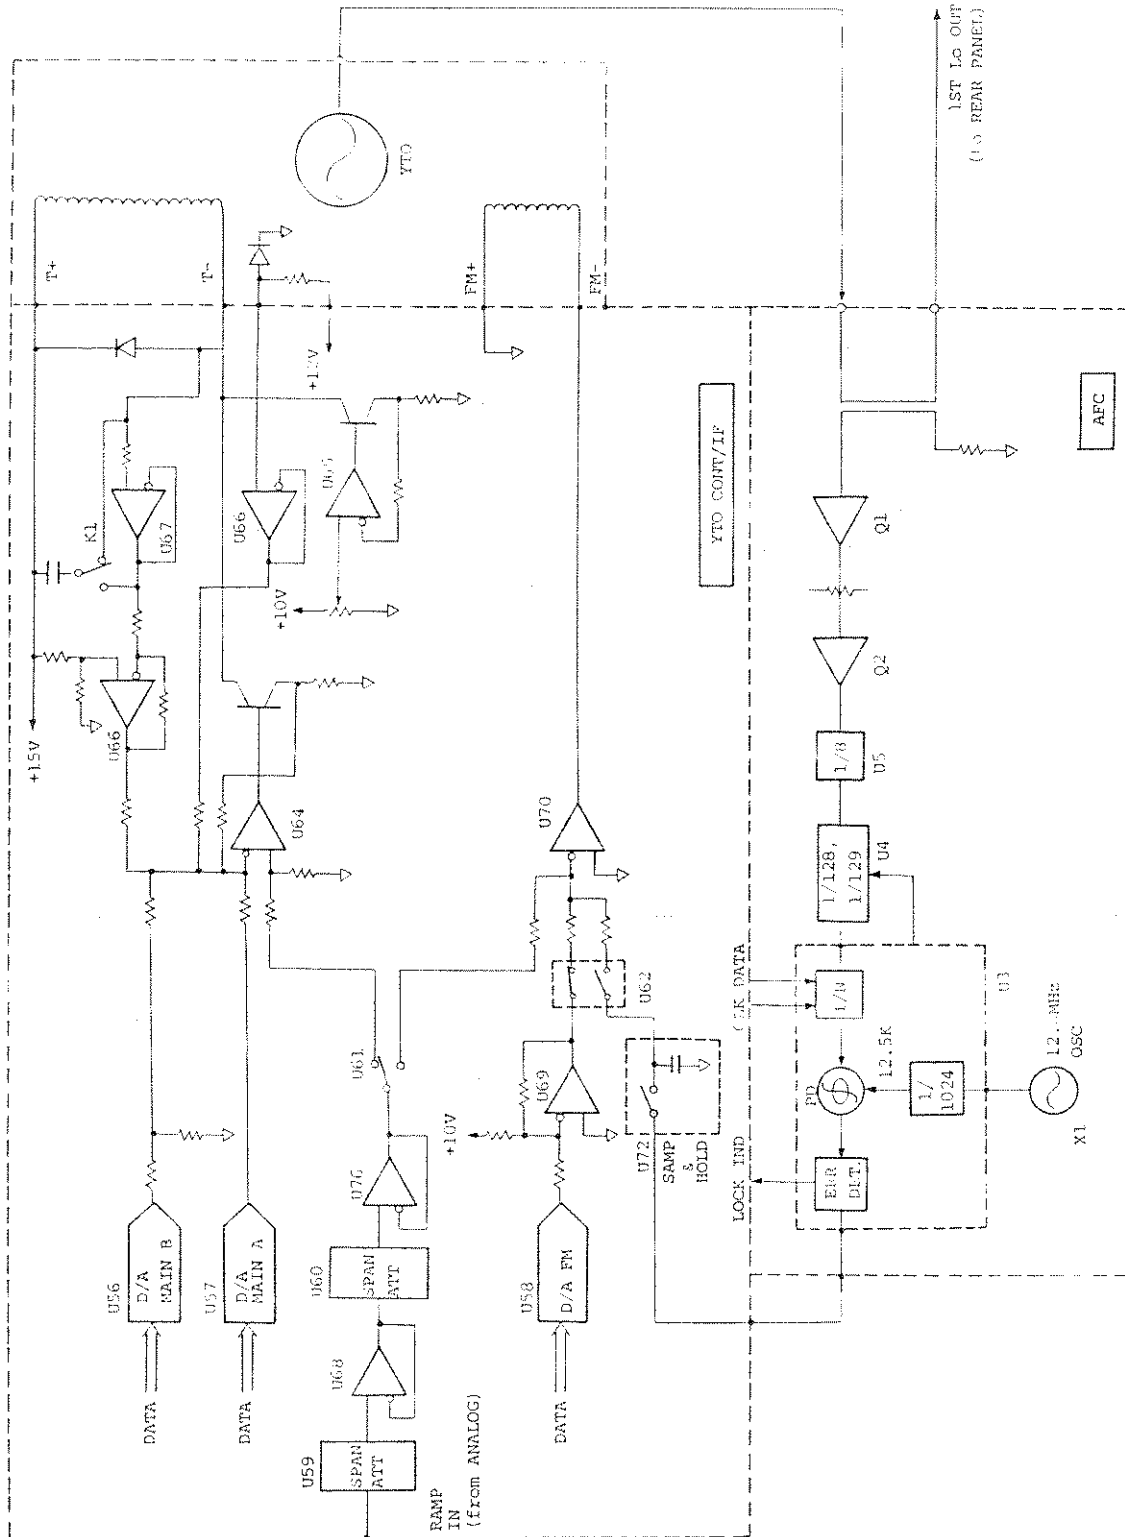 T+
T-
YTO
FM+
FM-
1ST Lo OUT
(to REAR PANEL)
+15V
K1
U67
U66
U66
+12V
+10V
U65
U64
U70
YTO CONT/IF
AFC
Q1
Q2
1/8
U5
1/128,
1/129
U4
U62
U61
U69
+10V
U72
SAMP
&
HOLD
DATA
1/N
U3
12.5K
PD
1/
1024
OSC
X1
LOCK IND
ERR
DET.
U56
D/A
MAIN B
U57
D/A
MAIN A
U60
SPAN
ATT
U76
U58
D/A FM
U68
DATA
DATA
DATA
U59
SPAN
ATT
RAMP
IN
(from ANALOG)